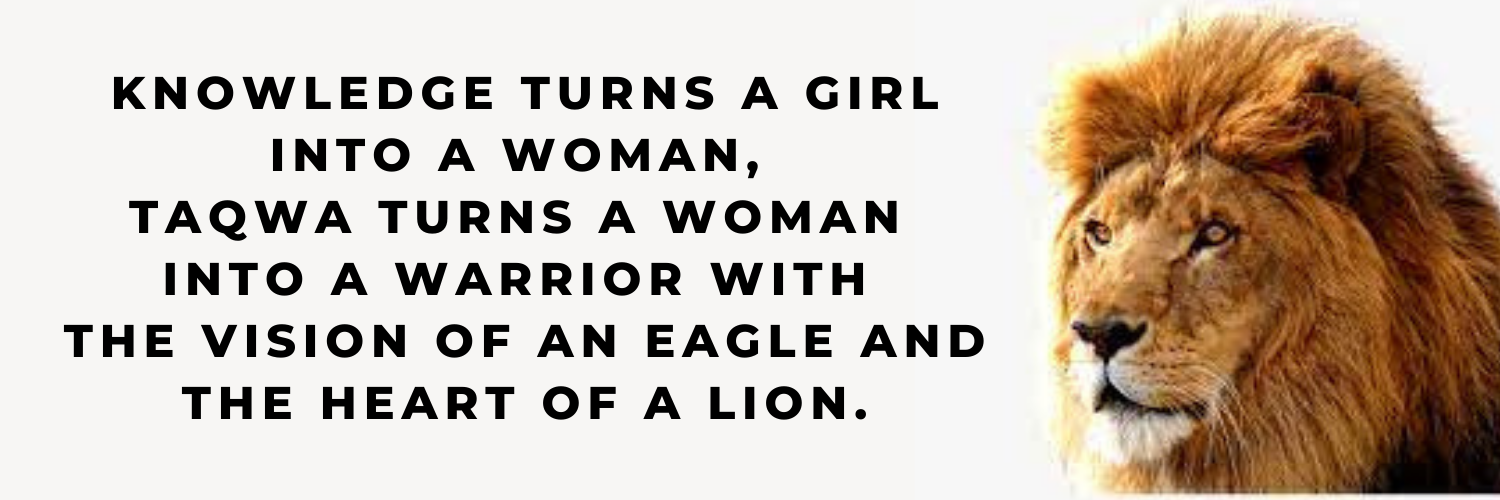 KNOWLEDGE TURNS A GIRL
INTO A WOMAN,
TAQWA TURNS A WOMAN
INTO A WARRIOR WITH
THE VISION OF AN EAGLE AND
THE HEART OF A LION.